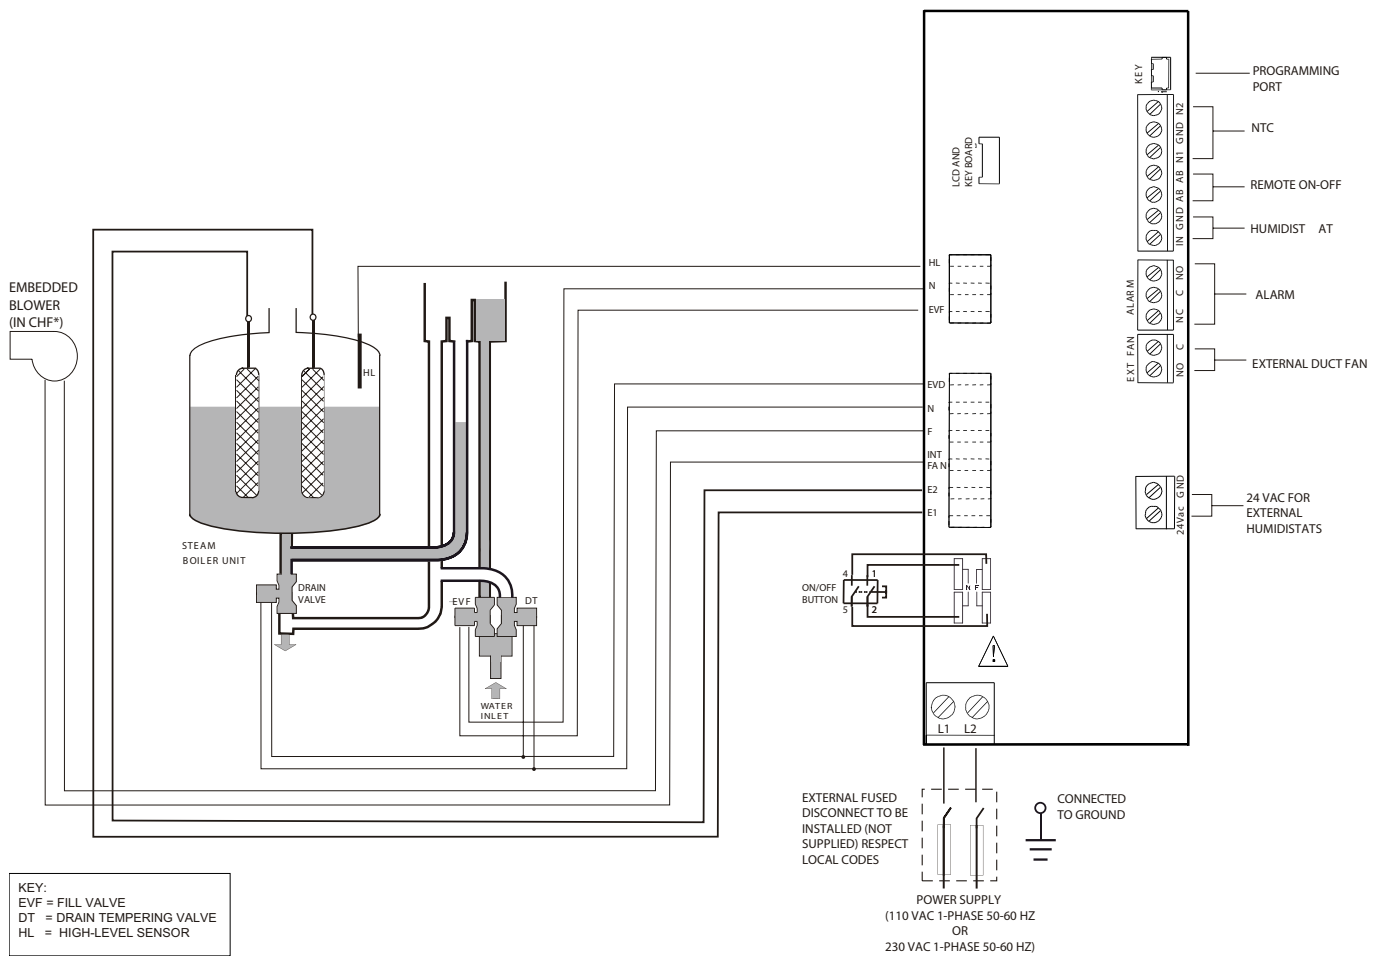 KEY
PROGRAMMING
PORT
N2
GND
N1
NTC
LCD AND
KEY BOARD
AB
AB
REMOTE ON-OFF
GND
IN
HUMIDIST AT
HL
N
EVF
ALARM
NO
C
NC
ALARM
EXT FAN
C
NO
EXTERNAL DUCT FAN
EMBEDDED
BLOWER
(IN CHF*)
HL
EVD
N
F
INT
FAN
E2
E1
GND
24Vac
24 VAC FOR
EXTERNAL
HUMIDISTATS
STEAM
BOILER UNIT
DRAIN
VALVE
EVF
DT
WATER
INLET
ON/OFF
BUTTON
4
1
5
2
N F
!
L1
L2
EXTERNAL FUSED
DISCONNECT TO BE
INSTALLED (NOT
SUPPLIED) RESPECT
LOCAL CODES
CONNECTED
TO GROUND
POWER SUPPLY
(110 VAC 1-PHASE 50-60 HZ
OR
230 VAC 1-PHASE 50-60 HZ)
KEY:
EVF = FILL VALVE
DT = DRAIN TEMPERING VALVE
HL = HIGH-LEVEL SENSOR